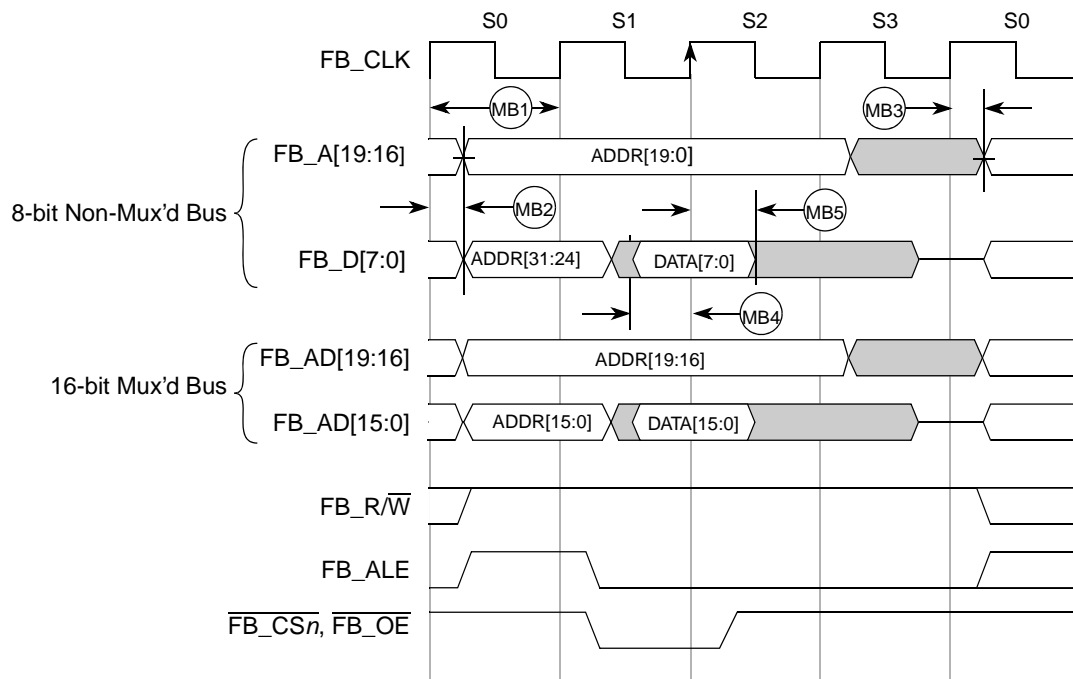 S0 S1 S2 S3 S0
FB_CLK
MB1 MB3
FB_A[19:16] ADDR[19:0]
8-bit Non-Mux’d Bus
MB2 MB5
FB_D[7:0] ADDR[31:24] DATA[7:0]
MB4
FB_AD[19:16] ADDR[19:16]
16-bit Mux’d Bus
FB_AD[15:0] ADDR[15:0] DATA[15:0]
FB_R/W̅
FB_ALE
F̅B̅_̅C̅S̅n̅, F̅B̅_̅O̅E̅